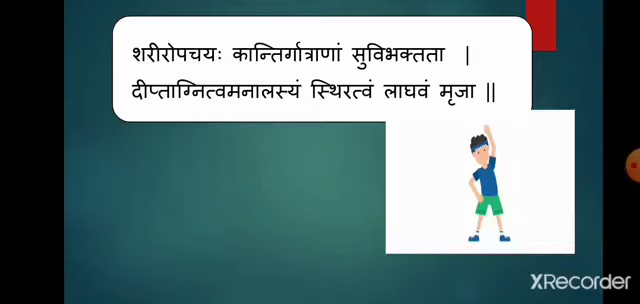 शरीरोपचयः कान्तिर्गात्राणां सुविभक्तता |
दीप्ताग्नित्वमनालस्यं स्थिरत्वं लाघवं मृजा ||
XRecorder